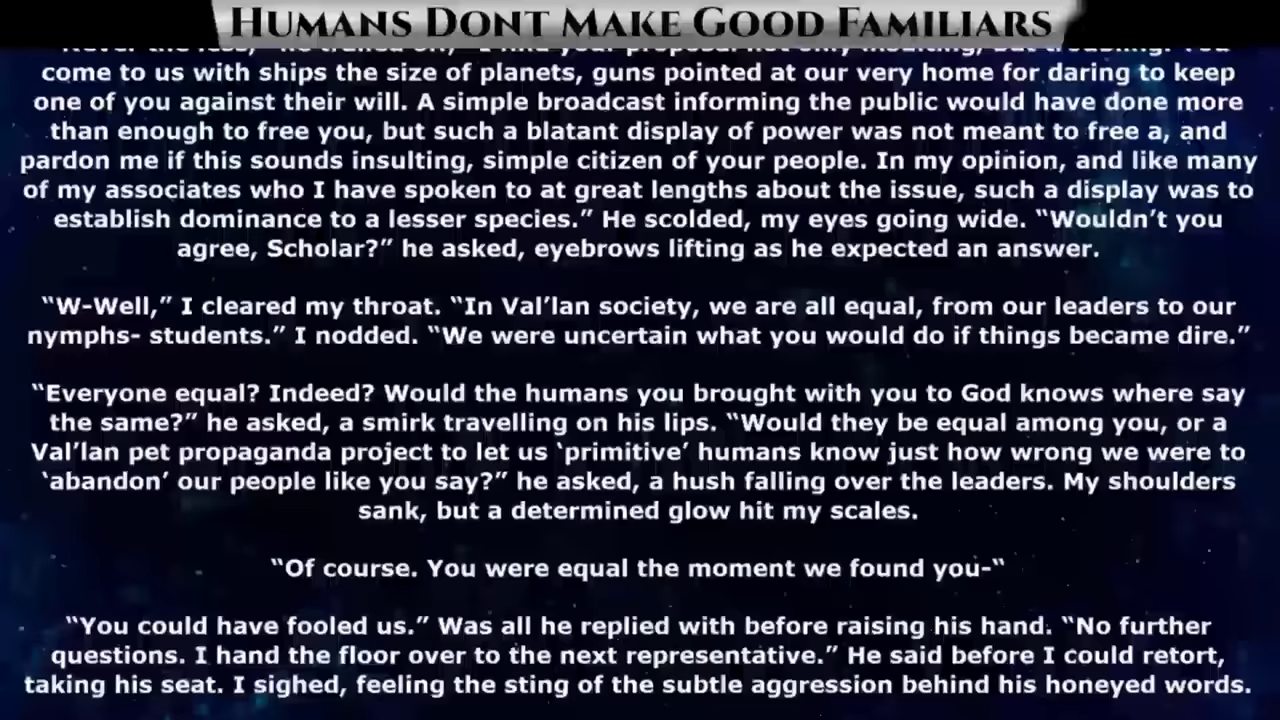 HUMANS DONT MAKE GOOD FAMILIARS
come to us with ships the size of planets, guns pointed at our very home for daring to keep
one of you against their will. A simple broadcast informing the public would have done more
than enough to free you, but such a blatant display of power was not meant to free a, and
pardon me if this sounds insulting, simple citizen of your people. In my opinion, and like many
of my associates who I have spoken to at great lengths about the issue, such a display was to
establish dominance to a lesser species.” He scolded, my eyes going wide. “Wouldn’t you
agree, Scholar?” he asked, eyebrows lifting as he expected an answer.
“W-Well,” I cleared my throat. “In Val’lan society, we are all equal, from our leaders to our
nymphs- students.” I nodded. “We were uncertain what you would do if things became dire.”
“Everyone equal? Indeed? Would the humans you brought with you to God knows where say
the same?” he asked, a smirk travelling on his lips. “Would they be equal among you, or a
Val’lan pet propaganda project to let us ‘primitive’ humans know just how wrong we were to
‘abandon’ our people like you say?” he asked, a hush falling over the leaders. My shoulders
sank, but a determined glow hit my scales.
“Of course. You were equal the moment we found you-“
“You could have fooled us.” Was all he replied with before raising his hand. “No further
questions. I hand the floor over to the next representative.” He said before I could retort,
taking his seat. I sighed, feeling the sting of the subtle aggression behind his honeyed words.